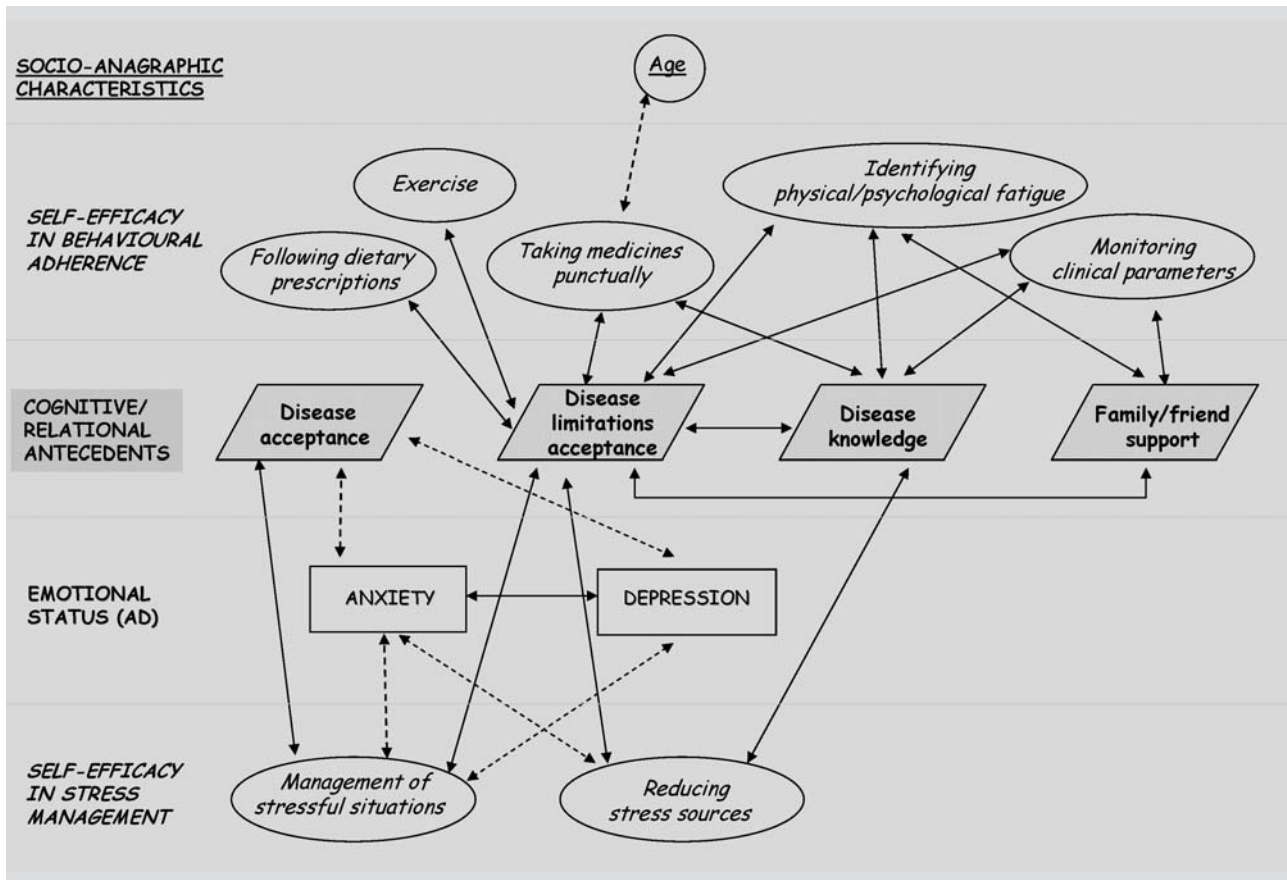 SOCIO-ANAGRAPHIC
CHARACTERISTICS
Age
SELF-EFFICACY
IN BEHAVIOURAL
ADHERENCE
Exercise
Identifying
physical/psychological fatigue
Following dietary
prescriptions
Taking medicines
punctually
Monitoring
clinical parameters
COGNITIVE/
RELATIONAL
ANTECEDENTS
Disease
acceptance
Disease
limitations
acceptance
Disease
knowledge
Family/friend
support
EMOTIONAL
STATUS (AD)
ANXIETY
DEPRESSION
SELF-EFFICACY
IN STRESS
MANAGEMENT
Management of
stressful situations
Reducing
stress sources